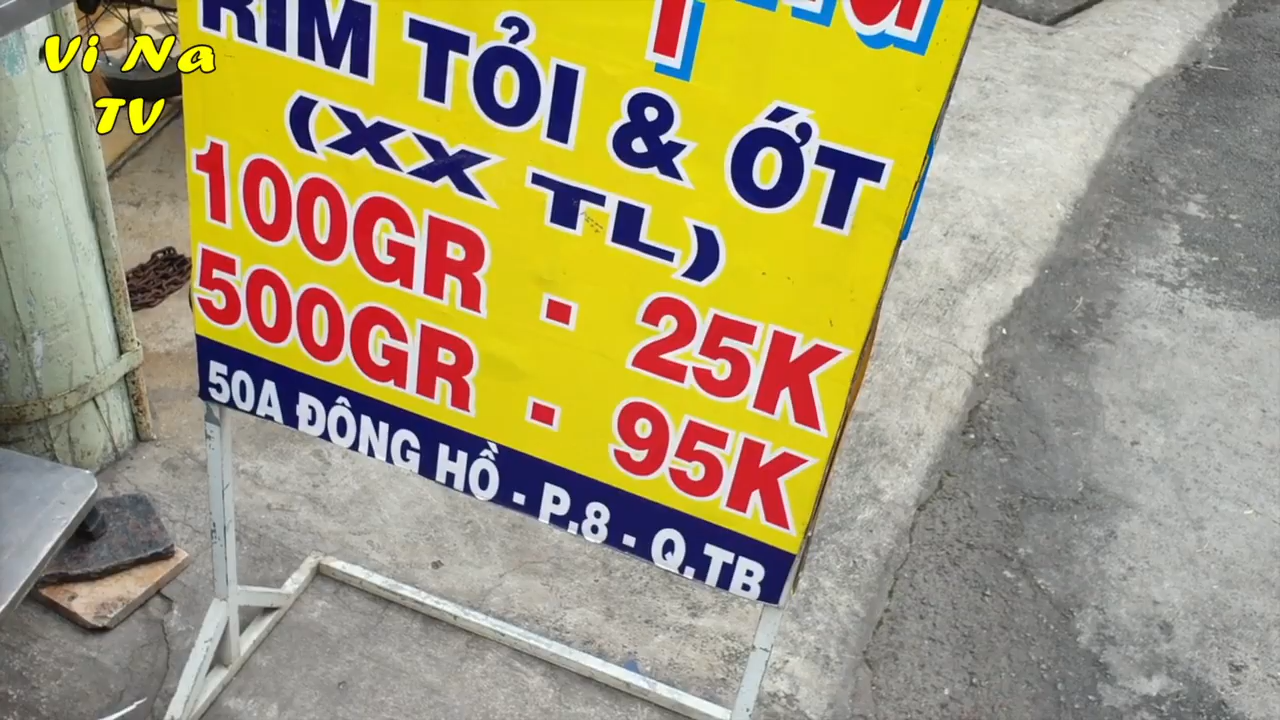 Vi Na
TV
RIM TỎI & ỚT
(XX TL)
100GR - 25K
500GR - 95K
50A ĐÔNG HỒ - P.8 - Q.TB